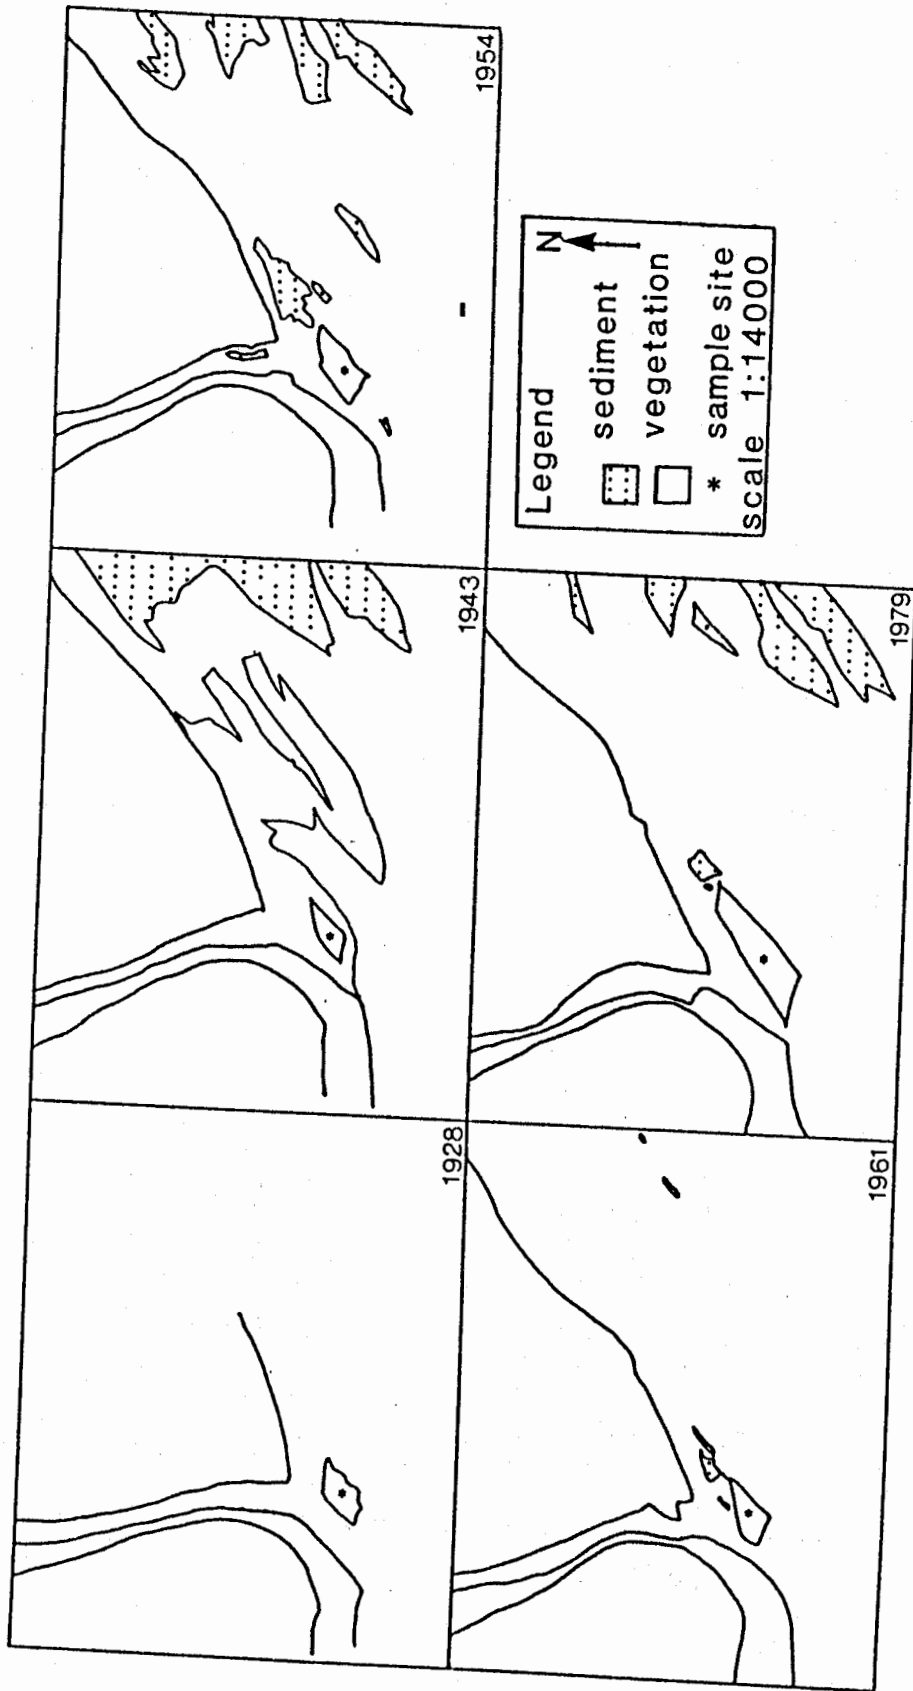 1928
1943
1954
1961
1979
Legend
N
sediment
vegetation
* sample site
scale 1:14000